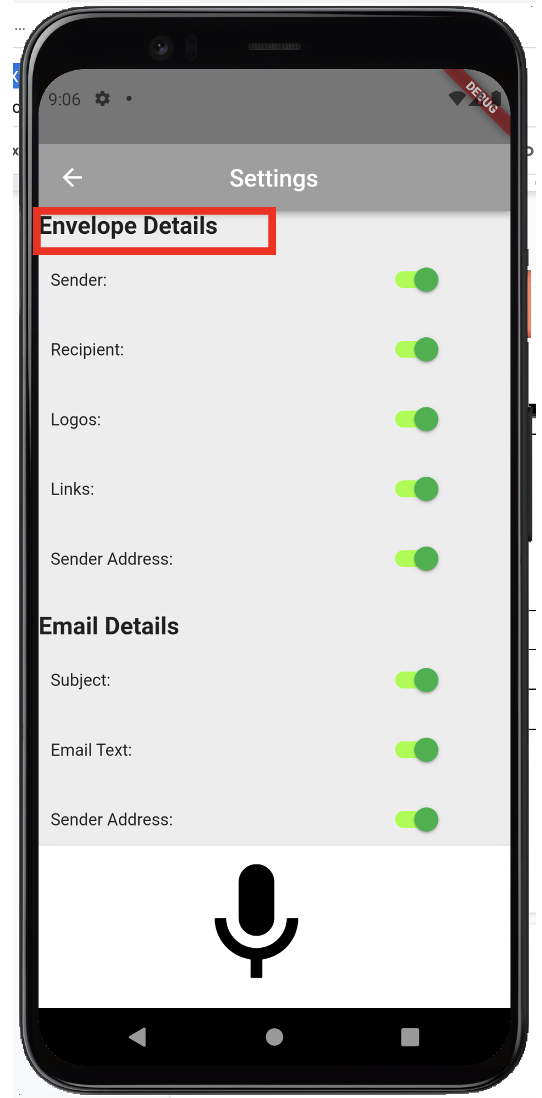 9:06
DEBUG
Settings
Envelope Details
Sender:
Recipient:
Logos:
Links:
Sender Address:
Email Details
Subject:
Email Text:
Sender Address: